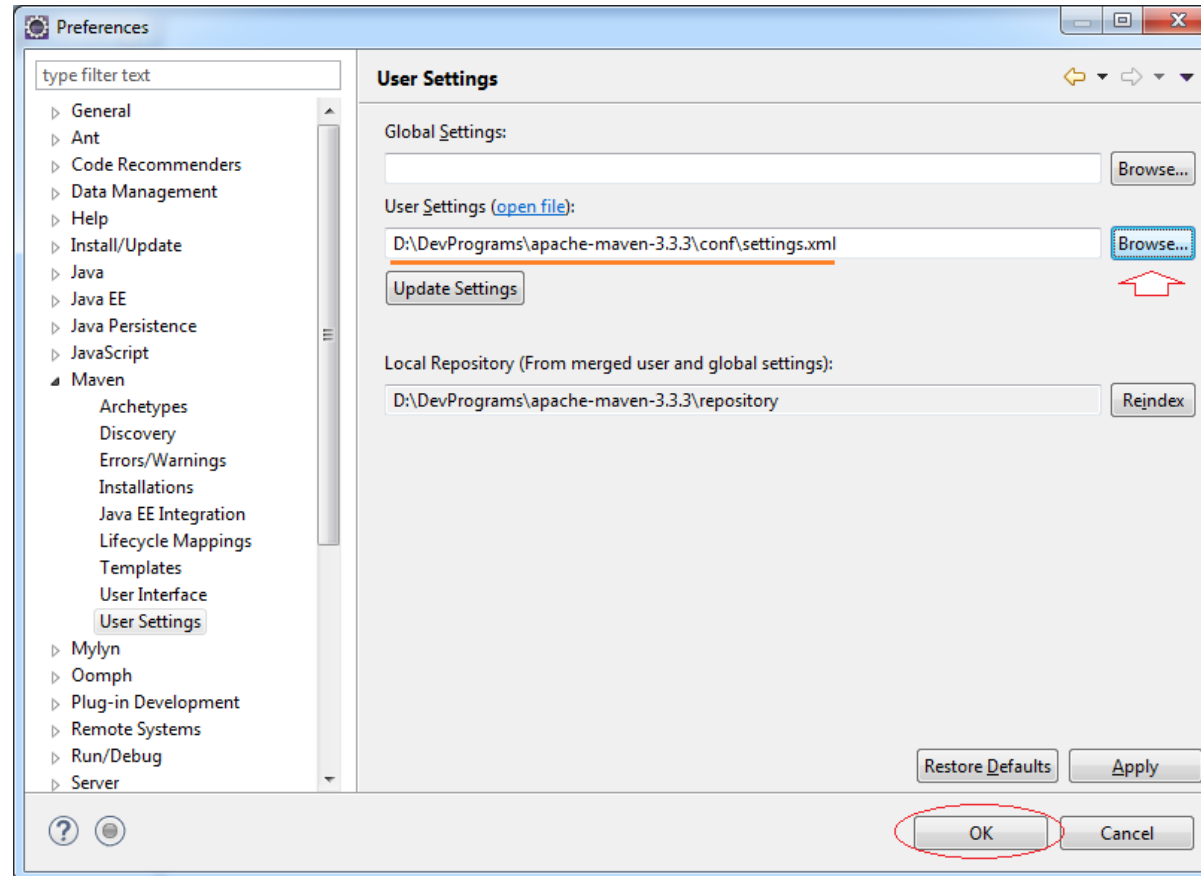 Preferences
type filter text
General
Ant
Code Recommenders
Data Management
Help
Install/Update
Java
Java EE
Java Persistence
JavaScript
Maven
Archetypes
Discovery
Errors/Warnings
Installations
Java EE Integration
Lifecycle Mappings
Templates
User Interface
User Settings
Mylyn
Oomph
Plug-in Development
Remote Systems
Run/Debug
Server
User Settings
Global Settings:
Browse...
User Settings (open file):
D:\DevPrograms\apache-maven-3.3.3\conf\settings.xml
Browse...
Update Settings
Local Repository (From merged user and global settings):
D:\DevPrograms\apache-maven-3.3.3\repository
Reindex
Restore Defaults
Apply
OK
Cancel